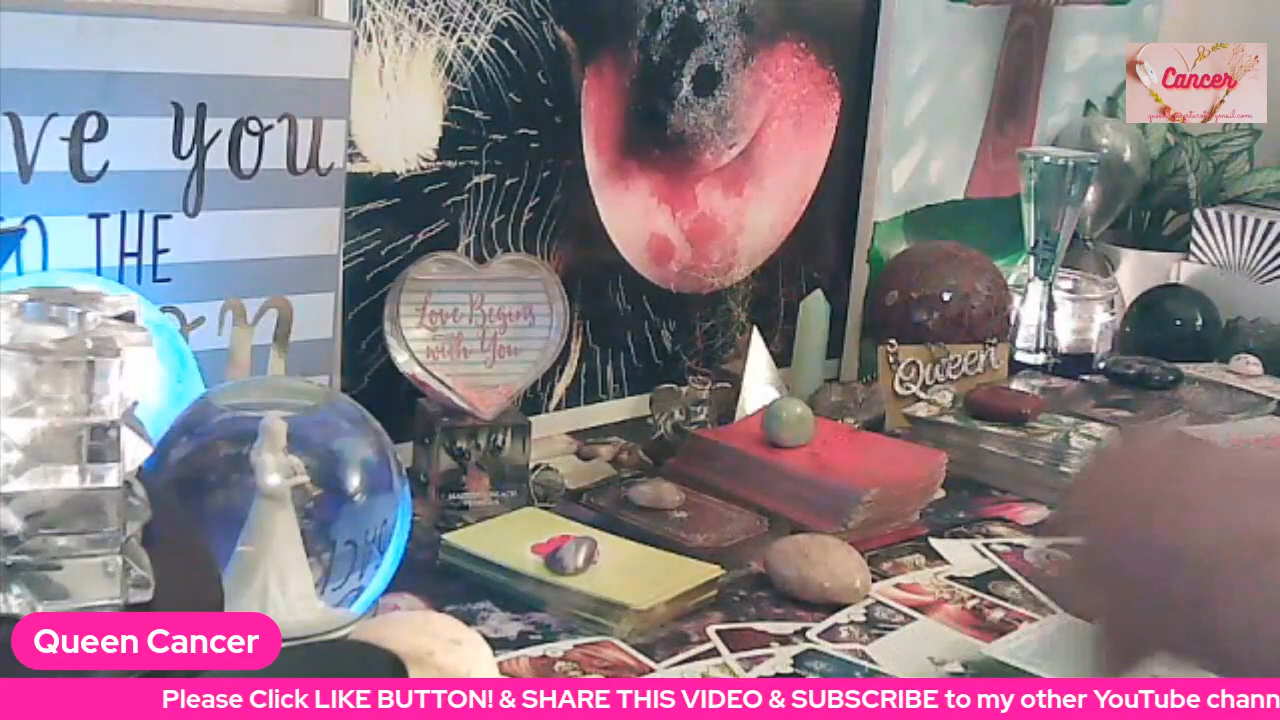 ve you
TO THE
Love Begins
with You
Queen
Cancer
Queen Cancer
Please Click LIKE BUTTON! & SHARE THIS VIDEO & SUBSCRIBE to my other YouTube chann